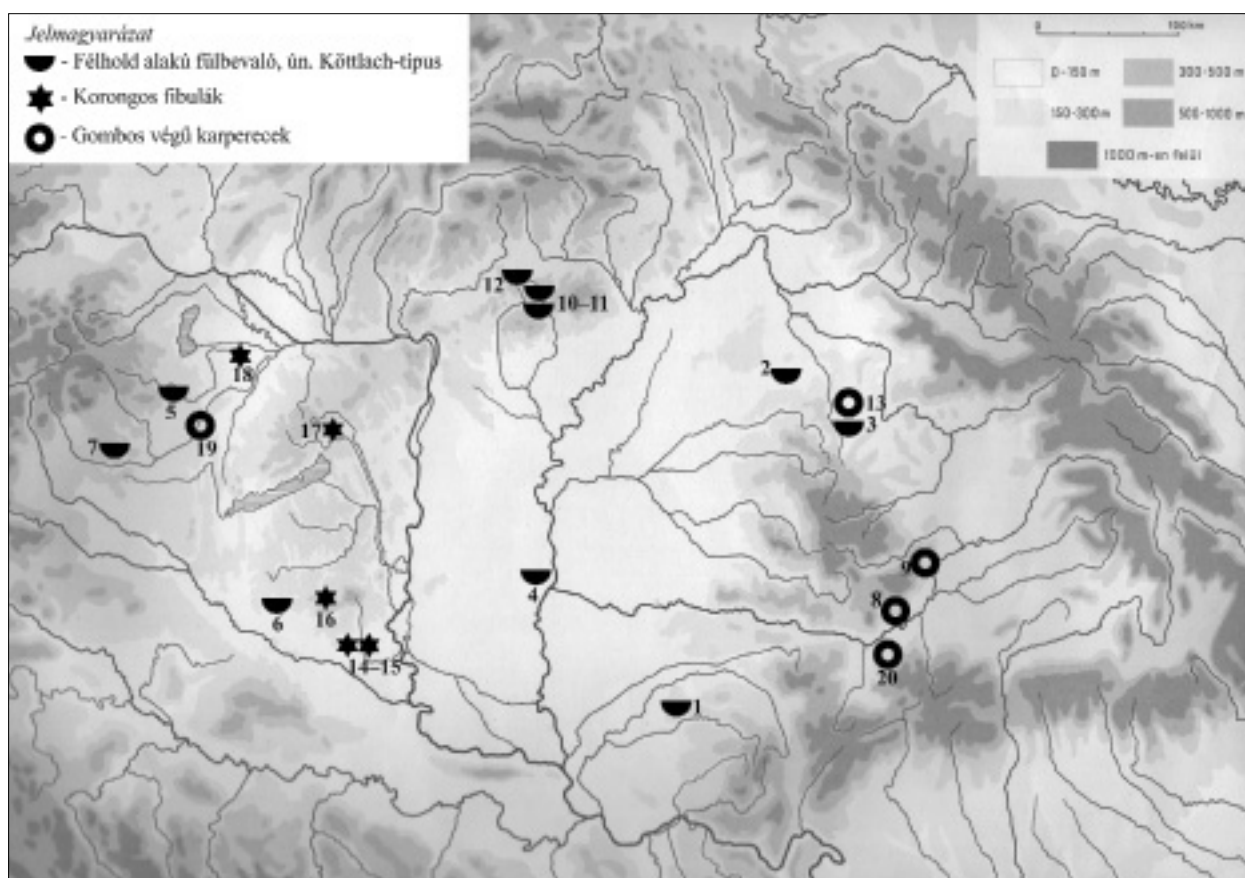 Jelmagyarázat
- Félhold alakú fülbevaló, ún. Köttlach-típus
- Korongos fibulák
- Gombos végű karperecek
0 100 km
0-150 m 300-500 m
150-300 m 500-1000 m
1000 m-en felül
12
10–11
18
2
5
13
3
17
19
7
9
4
8
6
16
14–15
20
1